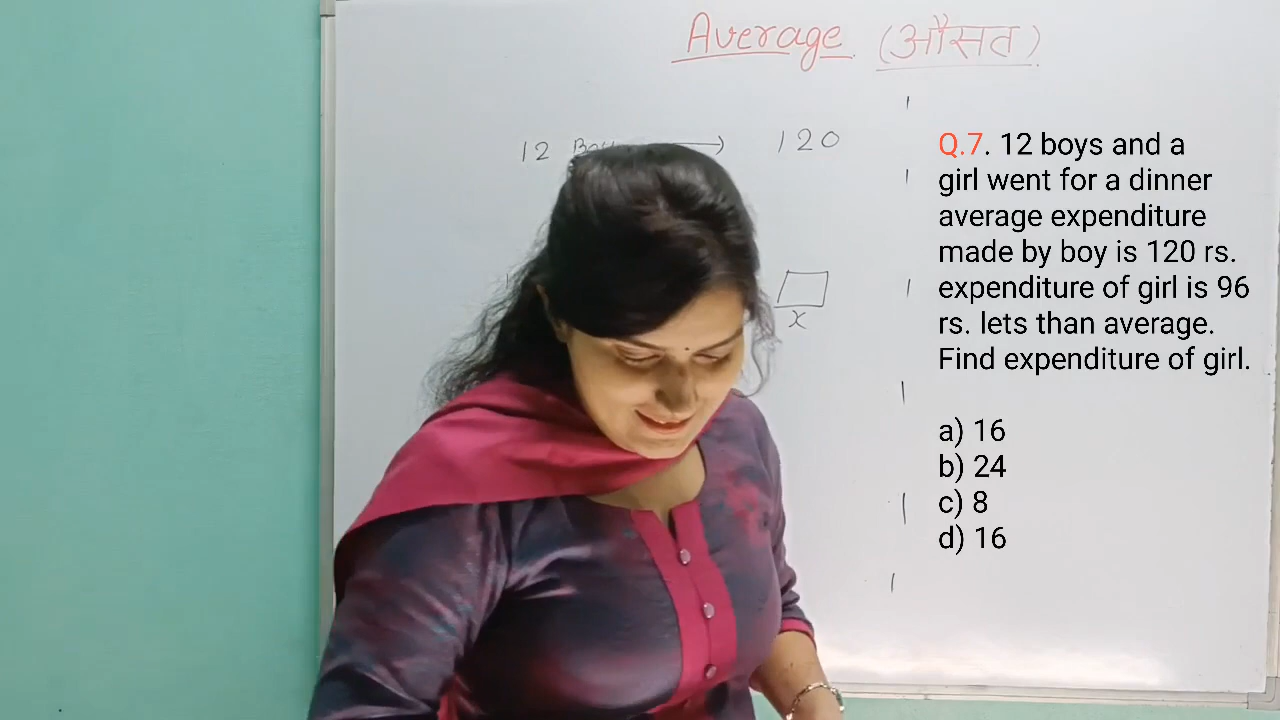 Average (औसत)
12 Boy → 120
x
Q.7. 12 boys and a
girl went for a dinner
average expenditure
made by boy is 120 rs.
expenditure of girl is 96
rs. lets than average.
Find expenditure of girl.
a) 16
b) 24
c) 8
d) 16